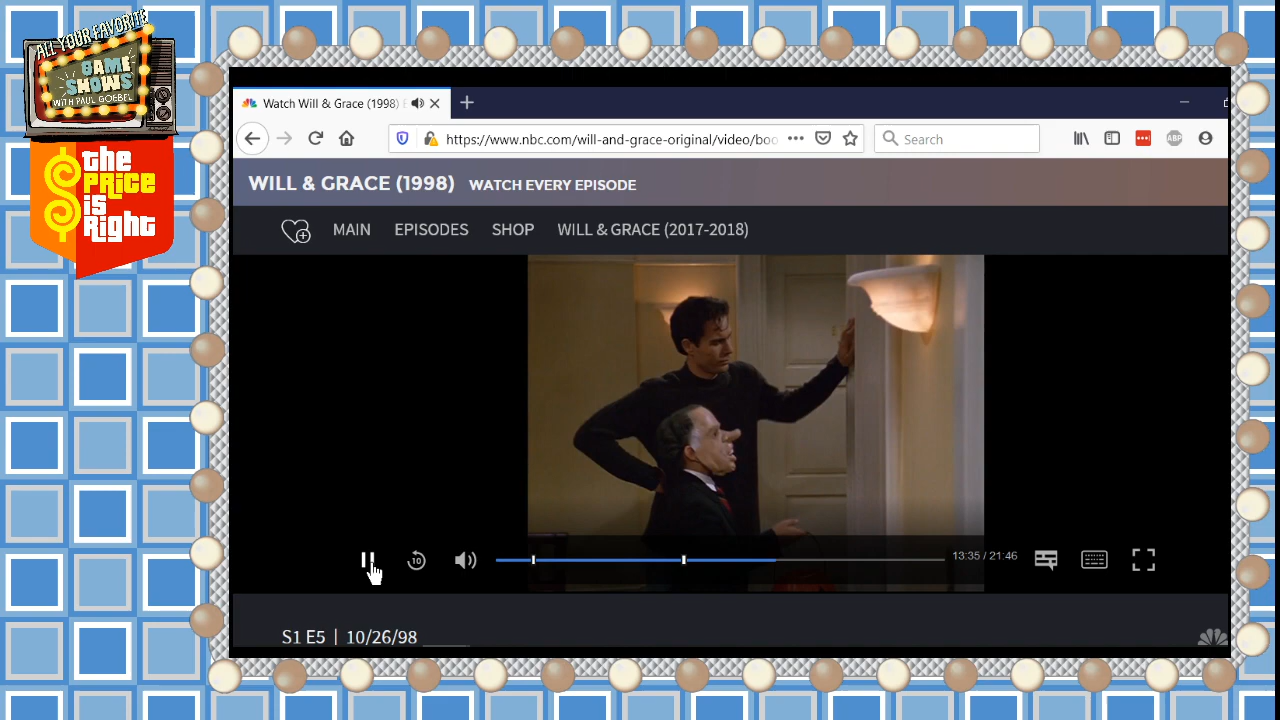 ALL YOUR FAVORITE
GAME
SHOWS
WITH PAUL GOEBEL
the
PRICE
is
Right
Watch Will & Grace (1998)
https://www.nbc.com/will-and-grace-original/video/boo
Search
ABP
WILL & GRACE (1998) WATCH EVERY EPISODE
MAIN EPISODES SHOP WILL & GRACE (2017-2018)
10
13:35 / 21:46
S1 E5 | 10/26/98